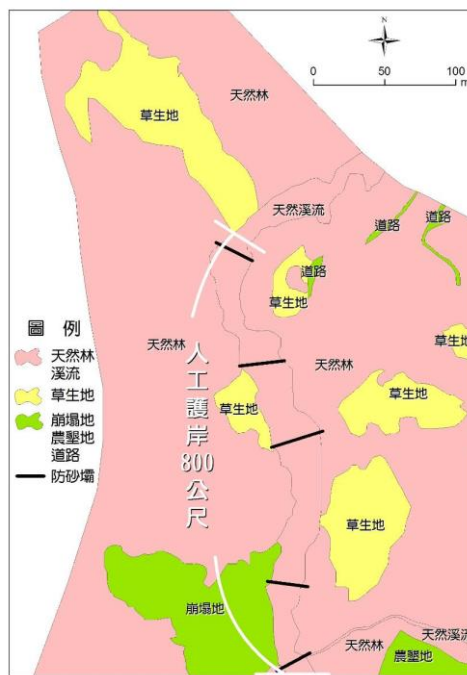 0 50 100
m
天然林
草生地
天然溪流
道路
道路
道路
草生地
草生地
天然林
天然林
草生地
草生地
人工護岸800公尺
圖 例
天然林
溪流
草生地
崩塌地
農墾地
道路
防砂壩
草生地
崩塌地
天然林
天然溪流
農墾地